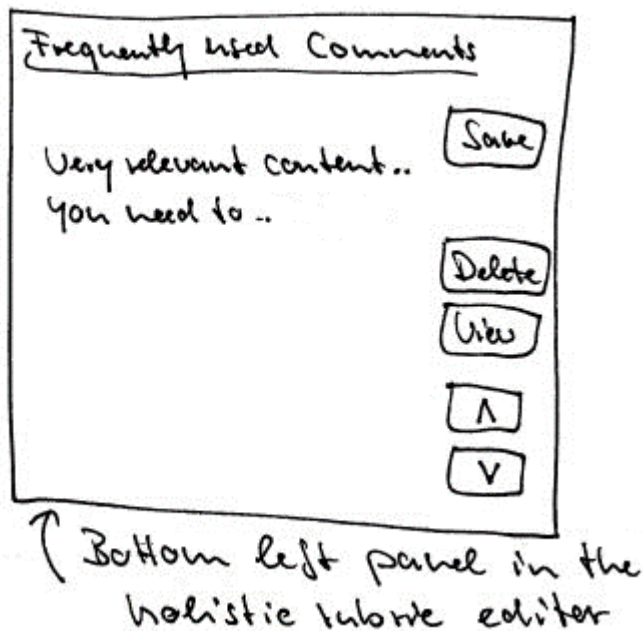 Frequently used Comments
Save
Very relevant content..
You need to..
Delete
View
Λ
V
Bottom left panel in the
holistic rubric editor